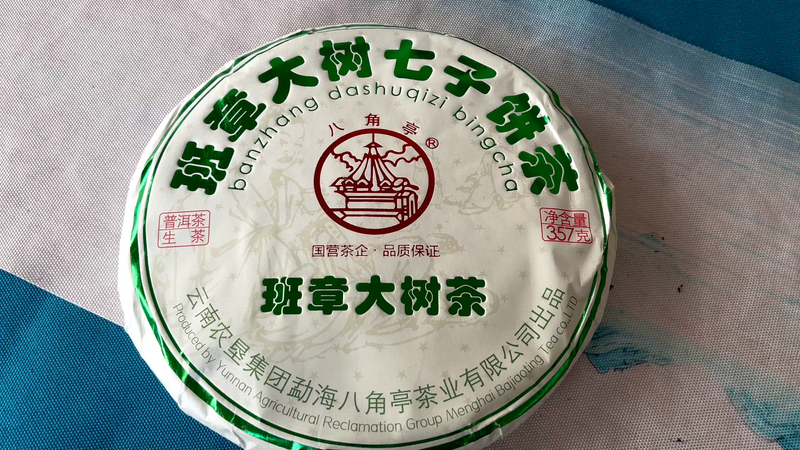 班章大树七子饼茶
banzhang dashuqizi bingcha
八角亭®
普洱茶
生茶
净含量
357克
国营茶企·品质保证
班章大树茶
云南农垦集团勐海八角亭茶业有限公司出品
Produced by Yunnan Agricultural Reclamation Group Menghai Bajiaoting Tea co.,LTD